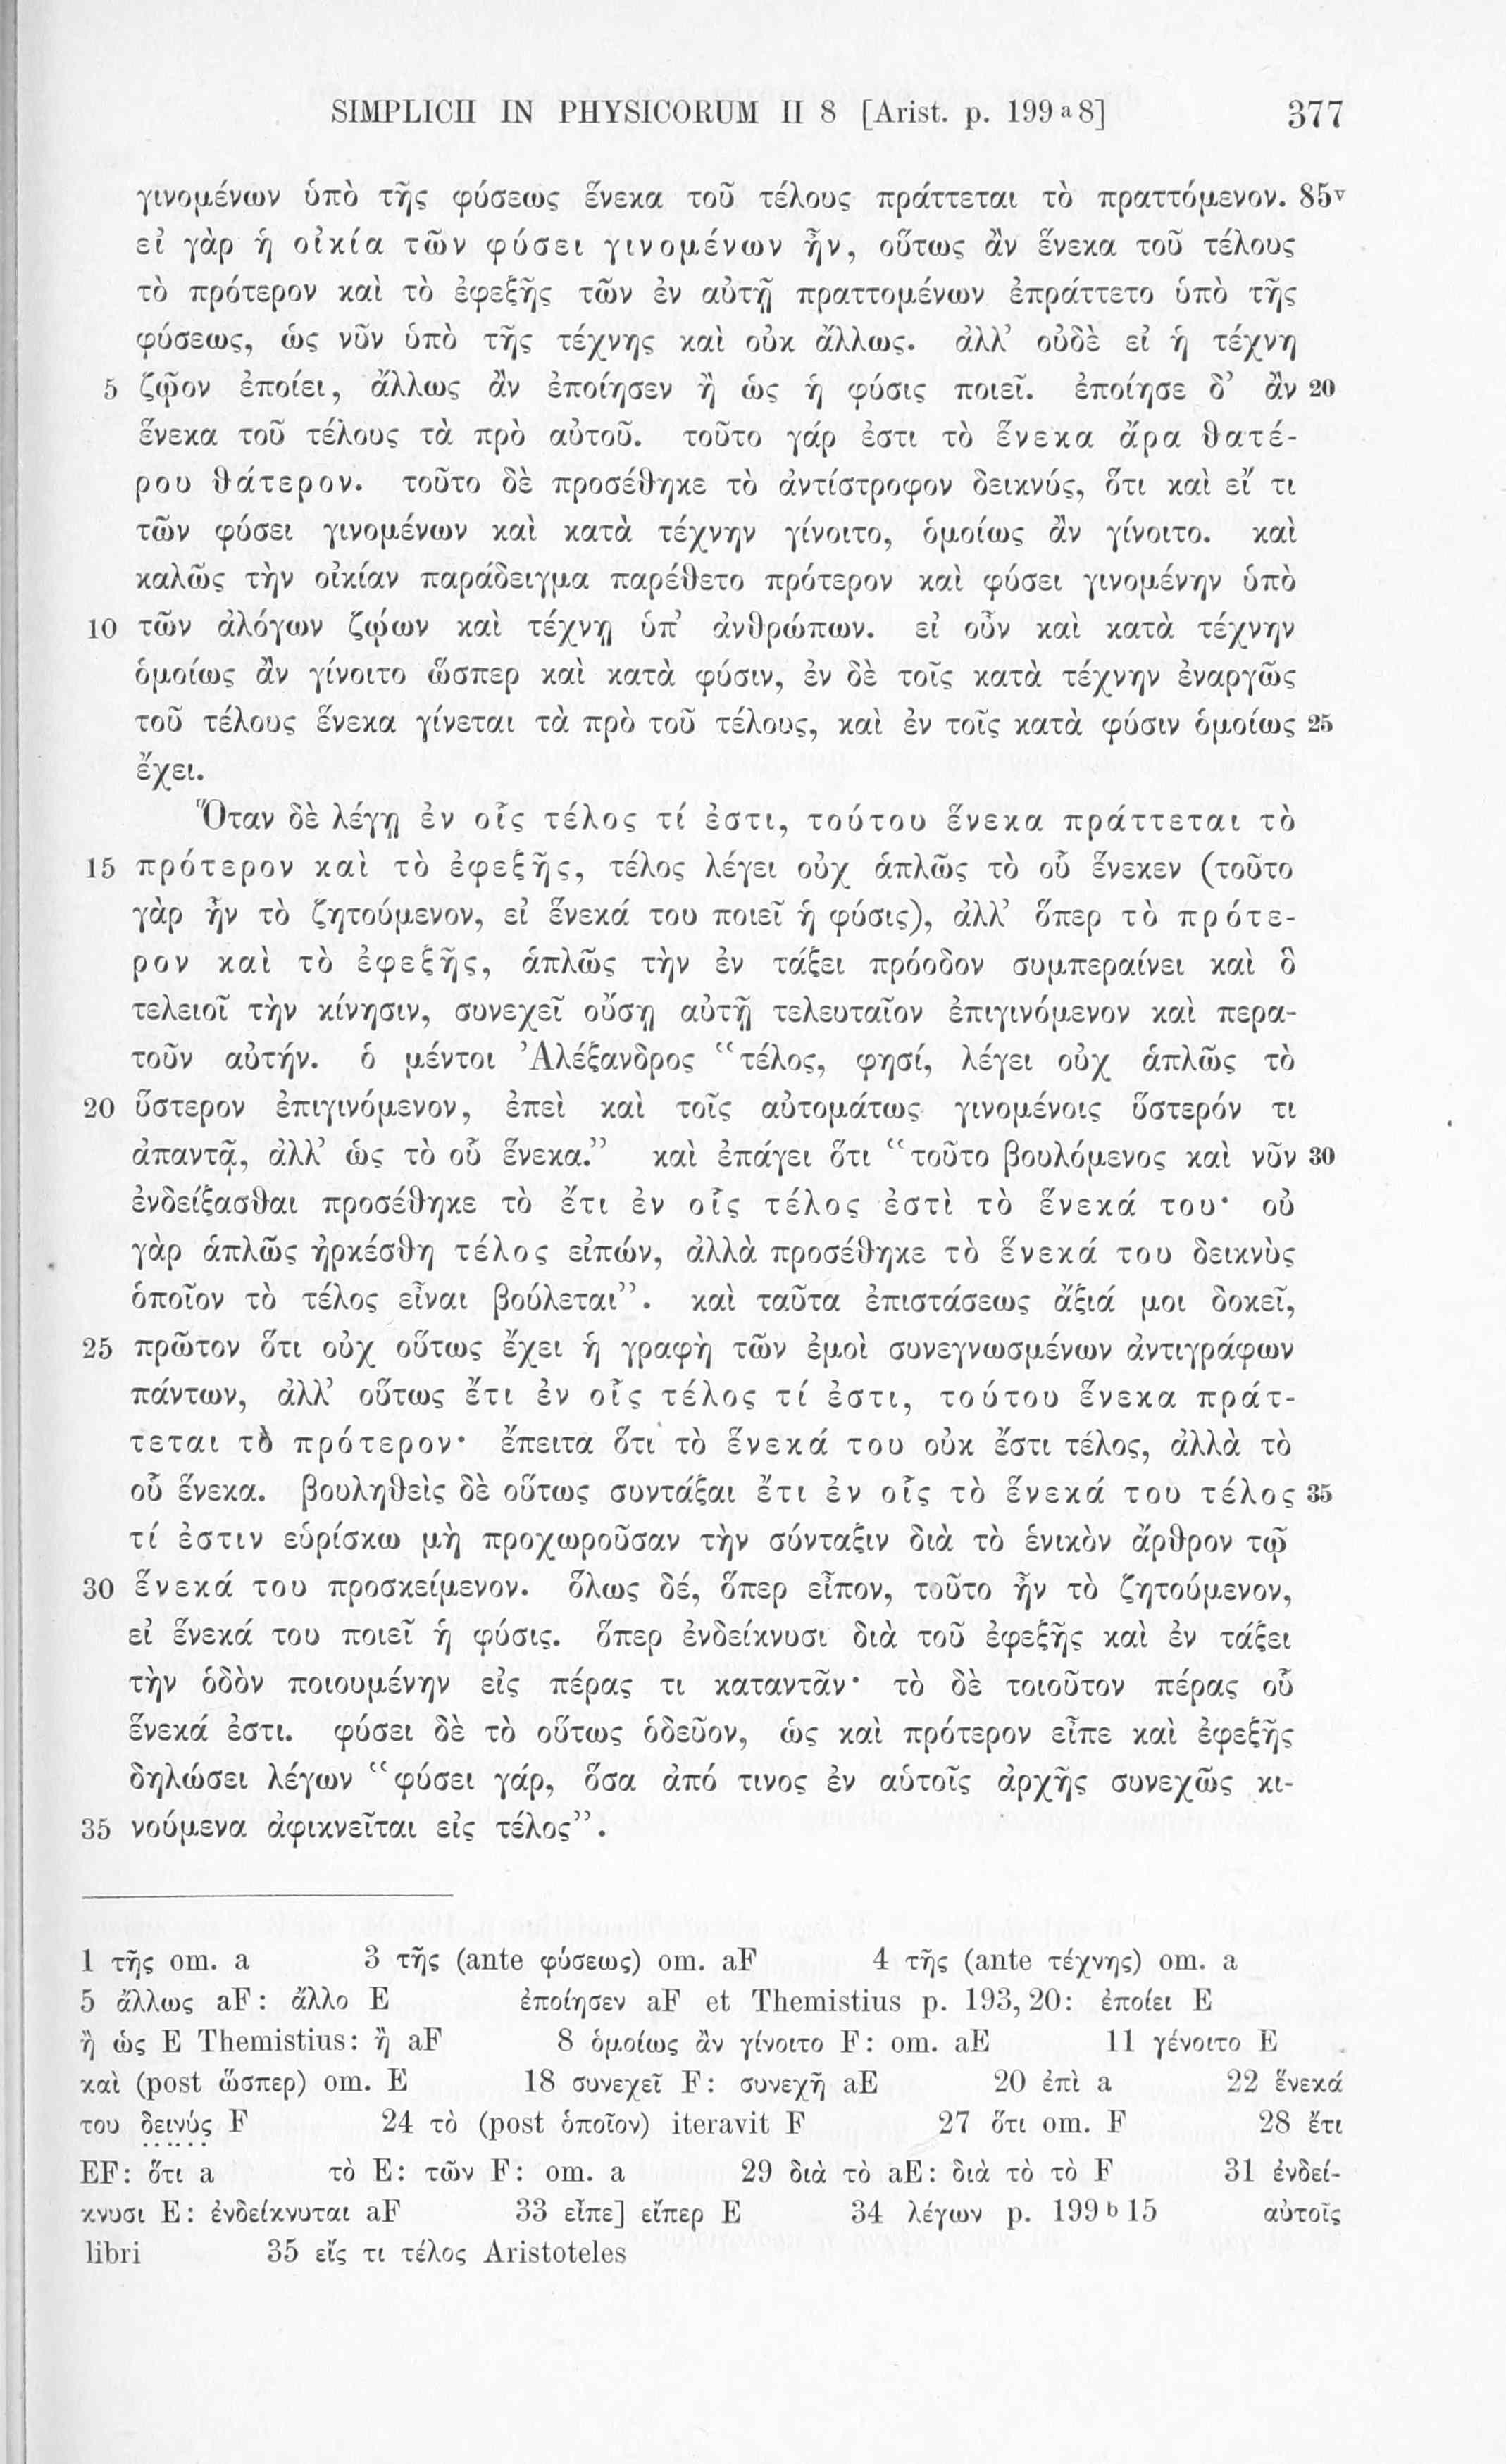 SIMPLICII IN PHYSICORUM II 8 [Arist. p. 199 a 8] 377
γινομένων ὑπὸ τῆς φύσεως ἕνεκα τοῦ τέλους πράττεται τὸ πραττόμενον. 85v
εἰ γὰρ ἡ οἰκία τῶν φύσει γινομένων ἦν, οὕτως ἂν ἕνεκα τοῦ τέλους
τὸ πρότερον καὶ τὸ ἐφεξῆς τῶν ἐν αὐτῇ πραττομένων ἐπράττετο ὑπὸ τῆς
φύσεως, ὡς νῦν ὑπὸ τῆς τέχνης καὶ οὐκ ἄλλως. ἀλλ’ οὐδὲ εἰ ἡ τέχνη
5 ζῷον ἐποίει, ἄλλως ἂν ἐποίησεν ἢ ὡς ἡ φύσις ποιεῖ. ἐποίησε δ’ ἂν 20
ἕνεκα τοῦ τέλους τὰ πρὸ αὐτοῦ. τοῦτο γάρ ἐστι τὸ ἕνεκα ἄρα θατέ-
ρου θάτερον. τοῦτο δὲ προσέθηκε τὸ ἀντίστροφον δεικνύς, ὅτι καὶ εἴ τι
τῶν φύσει γινομένων καὶ κατὰ τέχνην γίνοιτο, ὁμοίως ἂν γίνοιτο. καὶ
καλῶς τὴν οἰκίαν παράδειγμα παρέθετο πρότερον καὶ φύσει γινομένην ὑπὸ
10 τῶν ἀλόγων ζῴων καὶ τέχνῃ ὑπ’ ἀνθρώπων. εἰ οὖν καὶ κατὰ τέχνην
ὁμοίως ἂν γίνοιτο ὥσπερ καὶ κατὰ φύσιν, ἐν δὲ τοῖς κατὰ τέχνην ἐναργῶς
τοῦ τέλους ἕνεκα γίνεται τὰ πρὸ τοῦ τέλους, καὶ ἐν τοῖς κατὰ φύσιν ὁμοίως 25
ἔχει.
Ὅταν δὲ λέγῃ ἐν οἷς τέλος τί ἐστι, τούτου ἕνεκα πράττεται τὸ
15 πρότερον καὶ τὸ ἐφεξῆς, τέλος λέγει οὐχ ἁπλῶς τὸ οὗ ἕνεκεν (τοῦτο
γὰρ ἦν τὸ ζητούμενον, εἰ ἕνεκά του ποιεῖ ἡ φύσις), ἀλλ’ ὅπερ τὸ πρότε-
ρον καὶ τὸ ἐφεξῆς, ἁπλῶς τὴν ἐν τάξει πρόοδον συμπεραίνει καὶ ὃ
τελειοῖ τὴν κίνησιν, συνεχεῖ οὔσῃ αὐτῇ τελευταῖον ἐπιγινόμενον καὶ περα-
τοῦν αὐτήν. ὁ μέντοι Ἀλέξανδρος “τέλος, φησί, λέγει οὐχ ἁπλῶς τὸ
20 ὕστερον ἐπιγινόμενον, ἐπεὶ καὶ τοῖς αὐτομάτως γινομένοις ὕστερόν τι
ἀπαντᾷ, ἀλλ’ ὡς τὸ οὗ ἕνεκα.” καὶ ἐπάγει ὅτι “τοῦτο βουλόμενος καὶ νῦν 30
ἐνδείξασθαι προσέθηκε τὸ ἔτι ἐν οἷς τέλος ἐστὶ τὸ ἕνεκά του· οὐ
γὰρ ἁπλῶς ἠρκέσθη τέλος εἰπών, ἀλλὰ προσέθηκε τὸ ἕνεκά του δεικνὺς
ὁποῖον τὸ τέλος εἶναι βούλεται”. καὶ ταῦτα ἐπιστάσεως ἄξιά μοι δοκεῖ,
25 πρῶτον ὅτι οὐχ οὕτως ἔχει ἡ γραφὴ τῶν ἐμοὶ συνεγνωσμένων ἀντιγράφων
πάντων, ἀλλ’ οὕτως ἔτι ἐν οἷς τέλος τί ἐστι, τούτου ἕνεκα πράτ-
τεται τὸ πρότερον· ἔπειτα ὅτι τὸ ἕνεκά του οὐκ ἔστι τέλος, ἀλλὰ τὸ
οὗ ἕνεκα. βουληθεὶς δὲ οὕτως συντάξαι ἔτι ἐν οἷς τὸ ἕνεκά του τέλος 35
τί ἐστιν εὑρίσκω μὴ προχωροῦσαν τὴν σύνταξιν διὰ τὸ ἑνικὸν ἄρθρον τῷ
30 ἕνεκά του προσκείμενον. ὅλως δέ, ὅπερ εἶπον, τοῦτο ἦν τὸ ζητούμενον,
εἰ ἕνεκά του ποιεῖ ἡ φύσις. ὅπερ ἐνδείκνυσι διὰ τοῦ ἐφεξῆς καὶ ἐν τάξει
τὴν ὁδὸν ποιουμένην εἰς πέρας τι καταντᾶν· τὸ δὲ τοιοῦτον πέρας οὗ
ἕνεκά ἐστι. φύσει δὲ τὸ οὕτως ὁδεῦον, ὡς καὶ πρότερον εἶπε καὶ ἐφεξῆς
δηλώσει λέγων “φύσει γάρ, ὅσα ἀπό τινος ἐν αὑτοῖς ἀρχῆς συνεχῶς κι-
35 νούμενα ἀφικνεῖται εἰς τέλος”.
1 τῆς om. a 3 τῆς (ante φύσεως) om. aF 4 τῆς (ante τέχνης) om. a
5 ἄλλως aF: ἄλλο E ἐποίησεν aF et Themistius p. 193,20: ἐποίει E
ἢ ὡς E Themistius: ἢ aF 8 ὁμοίως ἂν γίνοιτο F: om. aE 11 γένοιτο E
καὶ (post ὥσπερ) om. E 18 συνεχεῖ F: συνεχῆ aE 20 ἐπὶ a 22 ἕνεκά
του δεινύς F 24 τὸ (post ὁποῖον) iteravit F 27 ὅτι om. F 28 ἔτι
EF: ὅτι a τὸ E: τῶν F: om. a 29 διὰ τὸ aE: διὰ τὸ τὸ F 31 ἐνδεί-
κνυσι E: ἐνδείκνυται aF 33 εἶπε] εἴπερ E 34 λέγων p. 199 b 15 αὐτοῖς
libri 35 εἴς τι τέλος Aristoteles